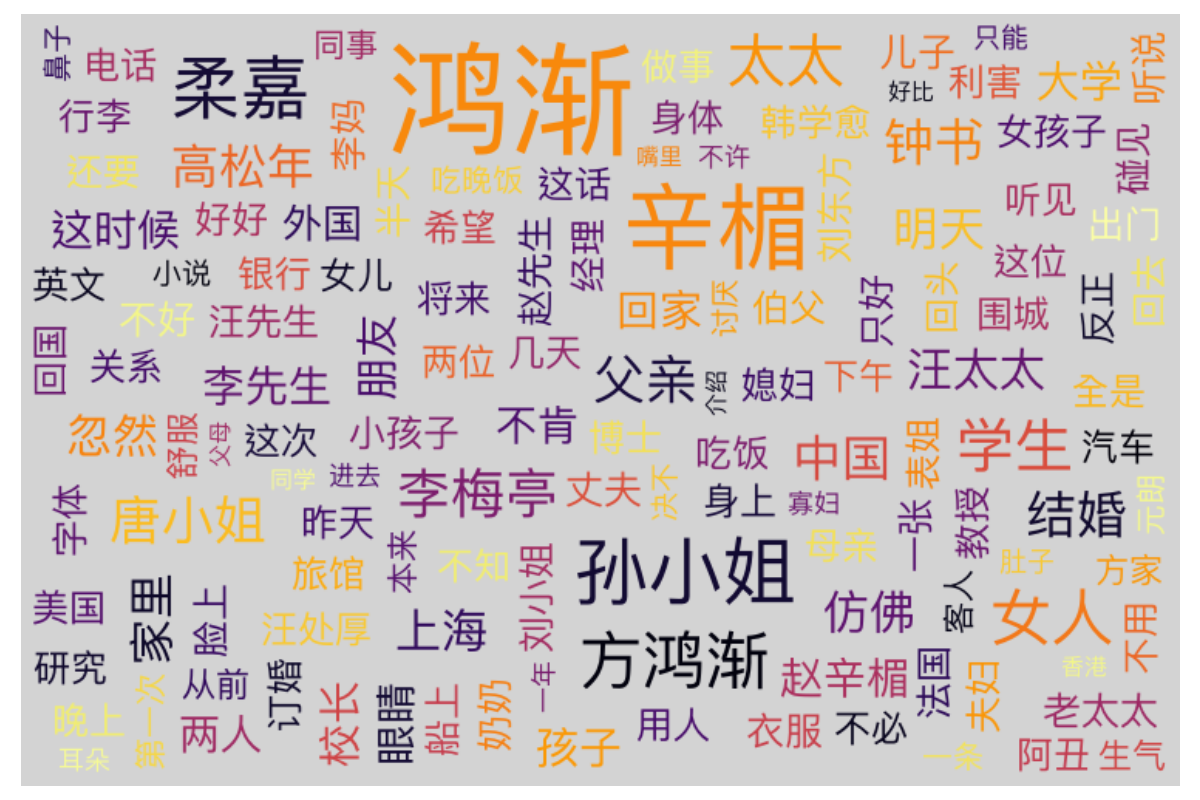 鼻子
电话
柔嘉
同事
鸿渐
做事
太太
儿子
只能
听说
行李
李妈
身体
韩学愈
好比
利害
大学
还要
高松年
半天
吃晚饭
这话
嘴里
不许
钟书
女孩子
碰见
这时候
好好
外国
希望
赵先生
经理
辛楣
刘东方
明天
听见
出门
英文
小说
银行
女儿
将来
回家
讨厌
伯父
只好
回头
这位
围城
反正
回去
回国
不好
汪先生
关系
李先生
朋友
两位
几天
父亲
介绍
媳妇
下午
汪太太
全是
忽然
舒服
父母
这次
小孩子
不肯
博士
吃饭
中国
表姐
学生
汽车
字体
唐小姐
同学
进去
昨天
李梅亭
丈夫
决不
身上
寡妇
一张
教授
结婚
元朗
旅馆
本来
不知
刘小姐
孙小姐
母亲
客人
肚子
方家
美国
家里
脸上
汪处厚
上海
方鸿渐
仿佛
女人
不用
研究
从前
订婚
一年
赵辛楣
法国
夫妇
香港
晚上
第一次
两人
校长
眼睛
船上
奶奶
孩子
用人
衣服
不必
老太太
耳朵
一条
阿丑
生气